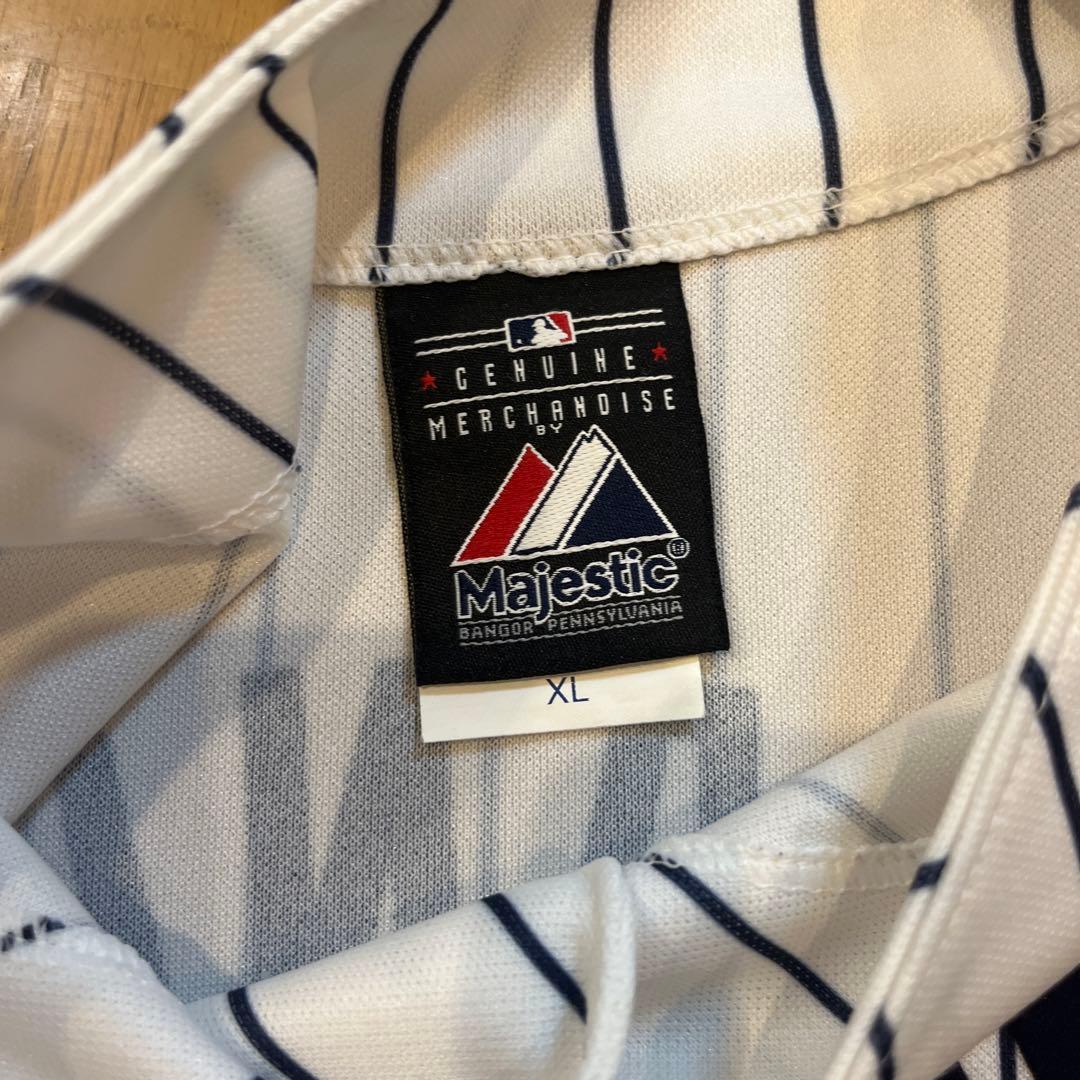 GENUINE
MERCHANDISE
BY
Majestic®
BANGOR PENNSYLVANIA
XL